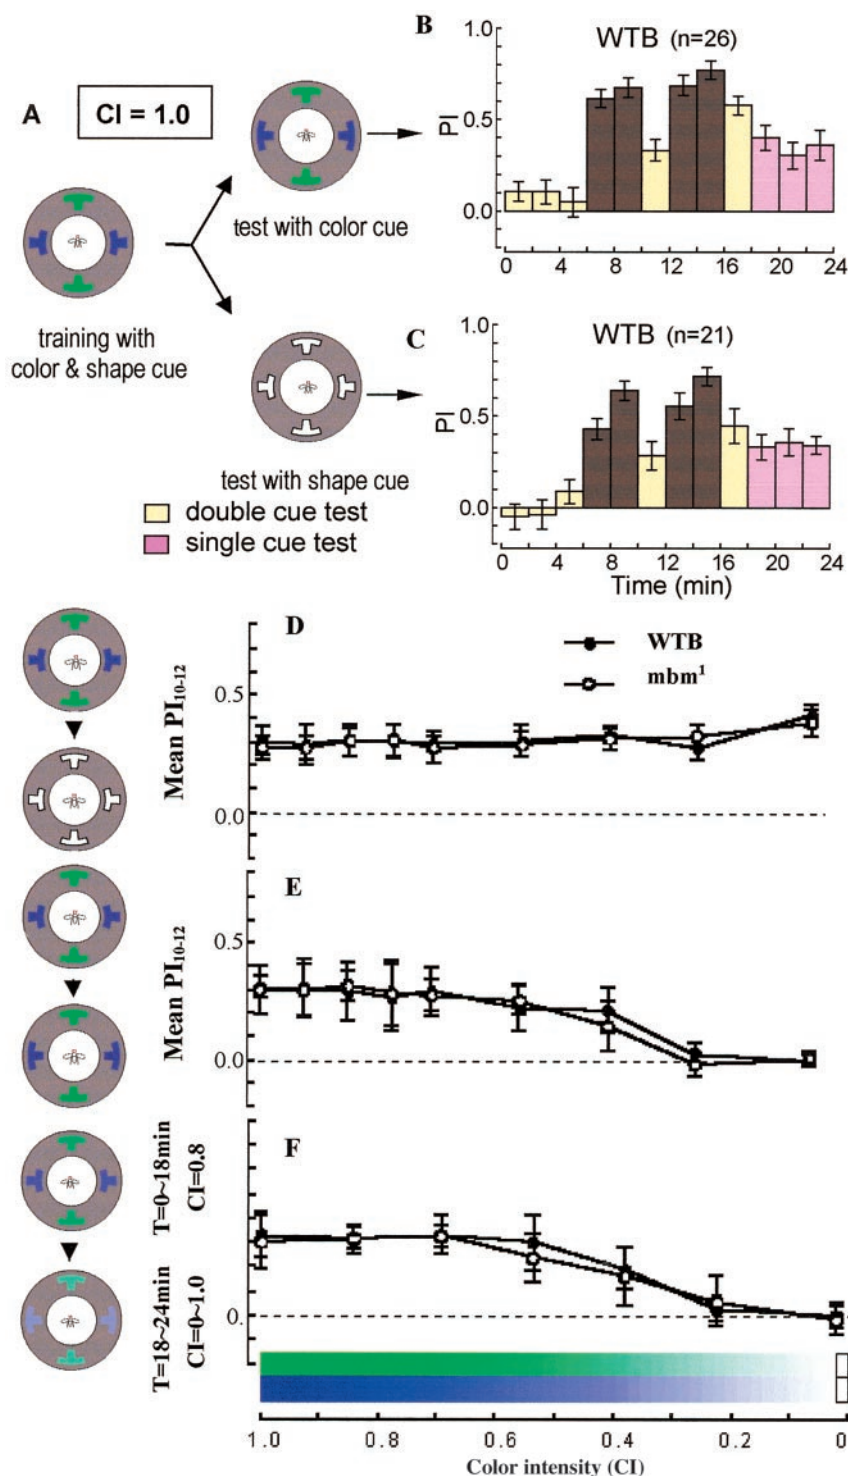 A
CI = 1.0
training with
color & shape cue
test with color cue
test with shape cue
double cue test
single cue test
B
WTB (n=26)
PI
1.0
0.5
0.0
0 4 8 12 16 20 24
C
WTB (n=21)
PI
1.0
0.5
0.0
0 4 8 12 16 20 24
Time (min)
D
WTB
mbm1
Mean PI10-12
0.5
0.0
E
Mean PI10-12
0.5
0.0
F
T=0~18min
CI=0.8
T=18~24min
CI=0~1.0
0.
1.0 0.8 0.6 0.4 0.2 0
Color intensity (CI)